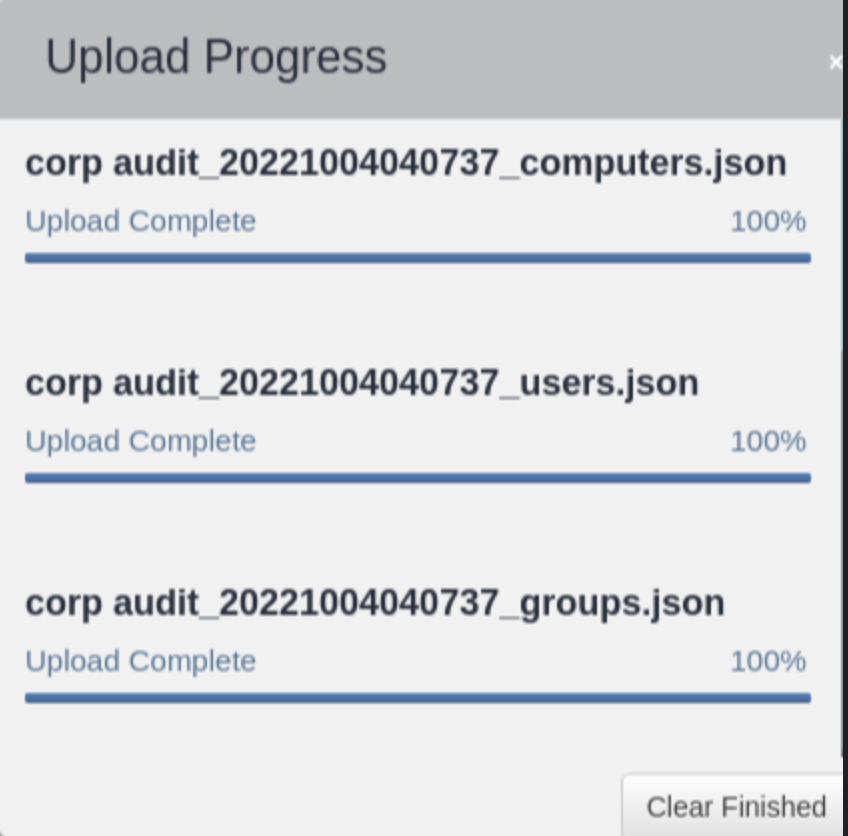 Upload Progress
×
corp audit_20221004040737_computers.json
Upload Complete 100%
corp audit_20221004040737_users.json
Upload Complete 100%
corp audit_20221004040737_groups.json
Upload Complete 100%
Clear Finished